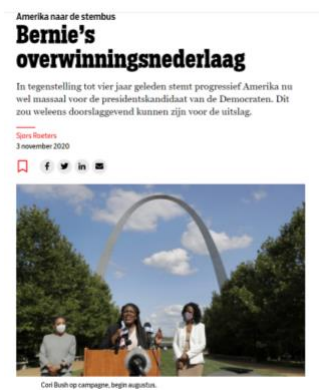 Amerika naar de stembus
Bernie's
overwinningsnederlaag
In tegenstelling tot vier jaar geleden stemt progressief Amerika nu
wel massaal voor de presidentskandidaat van de Democraten. Dit
zou weleens doorslaggevend kunnen zijn voor de uitslag.
Sjors Roeters
3 november 2020
Cori Bush op campagne, begin augustus.